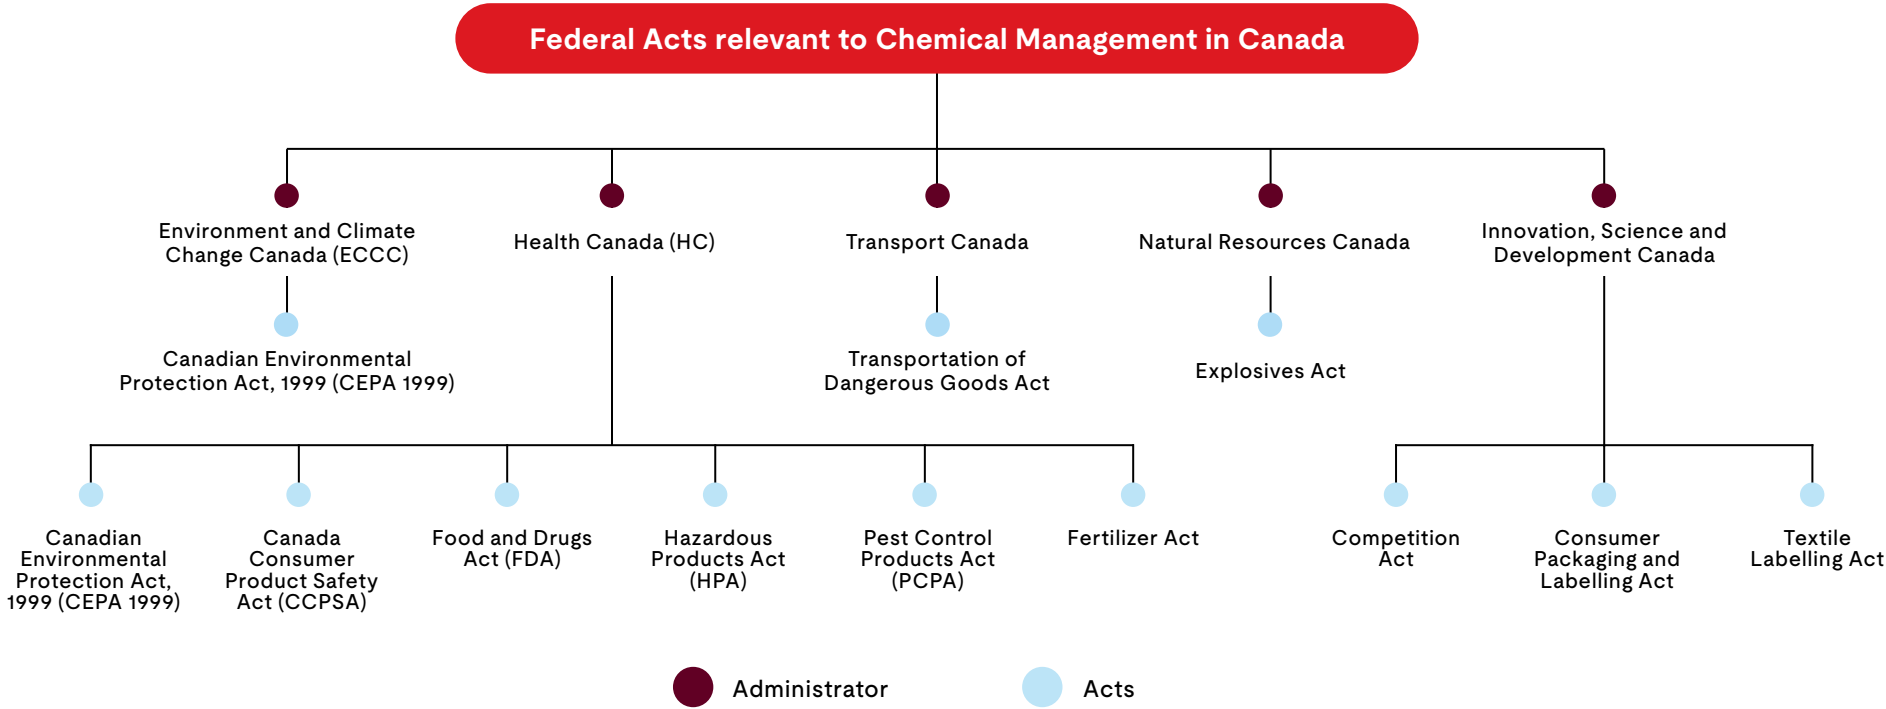 Federal Acts relevant to Chemical Management in Canada
Environment and Climate
Change Canada (ECCC)
Health Canada (HC)
Transport Canada
Natural Resources Canada
Innovation, Science and
Development Canada
Canadian Environmental
Protection Act, 1999 (CEPA 1999)
Transportation of
Dangerous Goods Act
Explosives Act
Canadian
Environmental
Protection Act,
1999 (CEPA 1999)
Canada
Consumer
Product Safety
Act (CCPSA)
Food and Drugs
Act (FDA)
Hazardous
Products Act
(HPA)
Pest Control
Products Act
(PCPA)
Fertilizer Act
Competition
Act
Consumer
Packaging and
Labelling Act
Textile
Labelling Act
Administrator
Acts